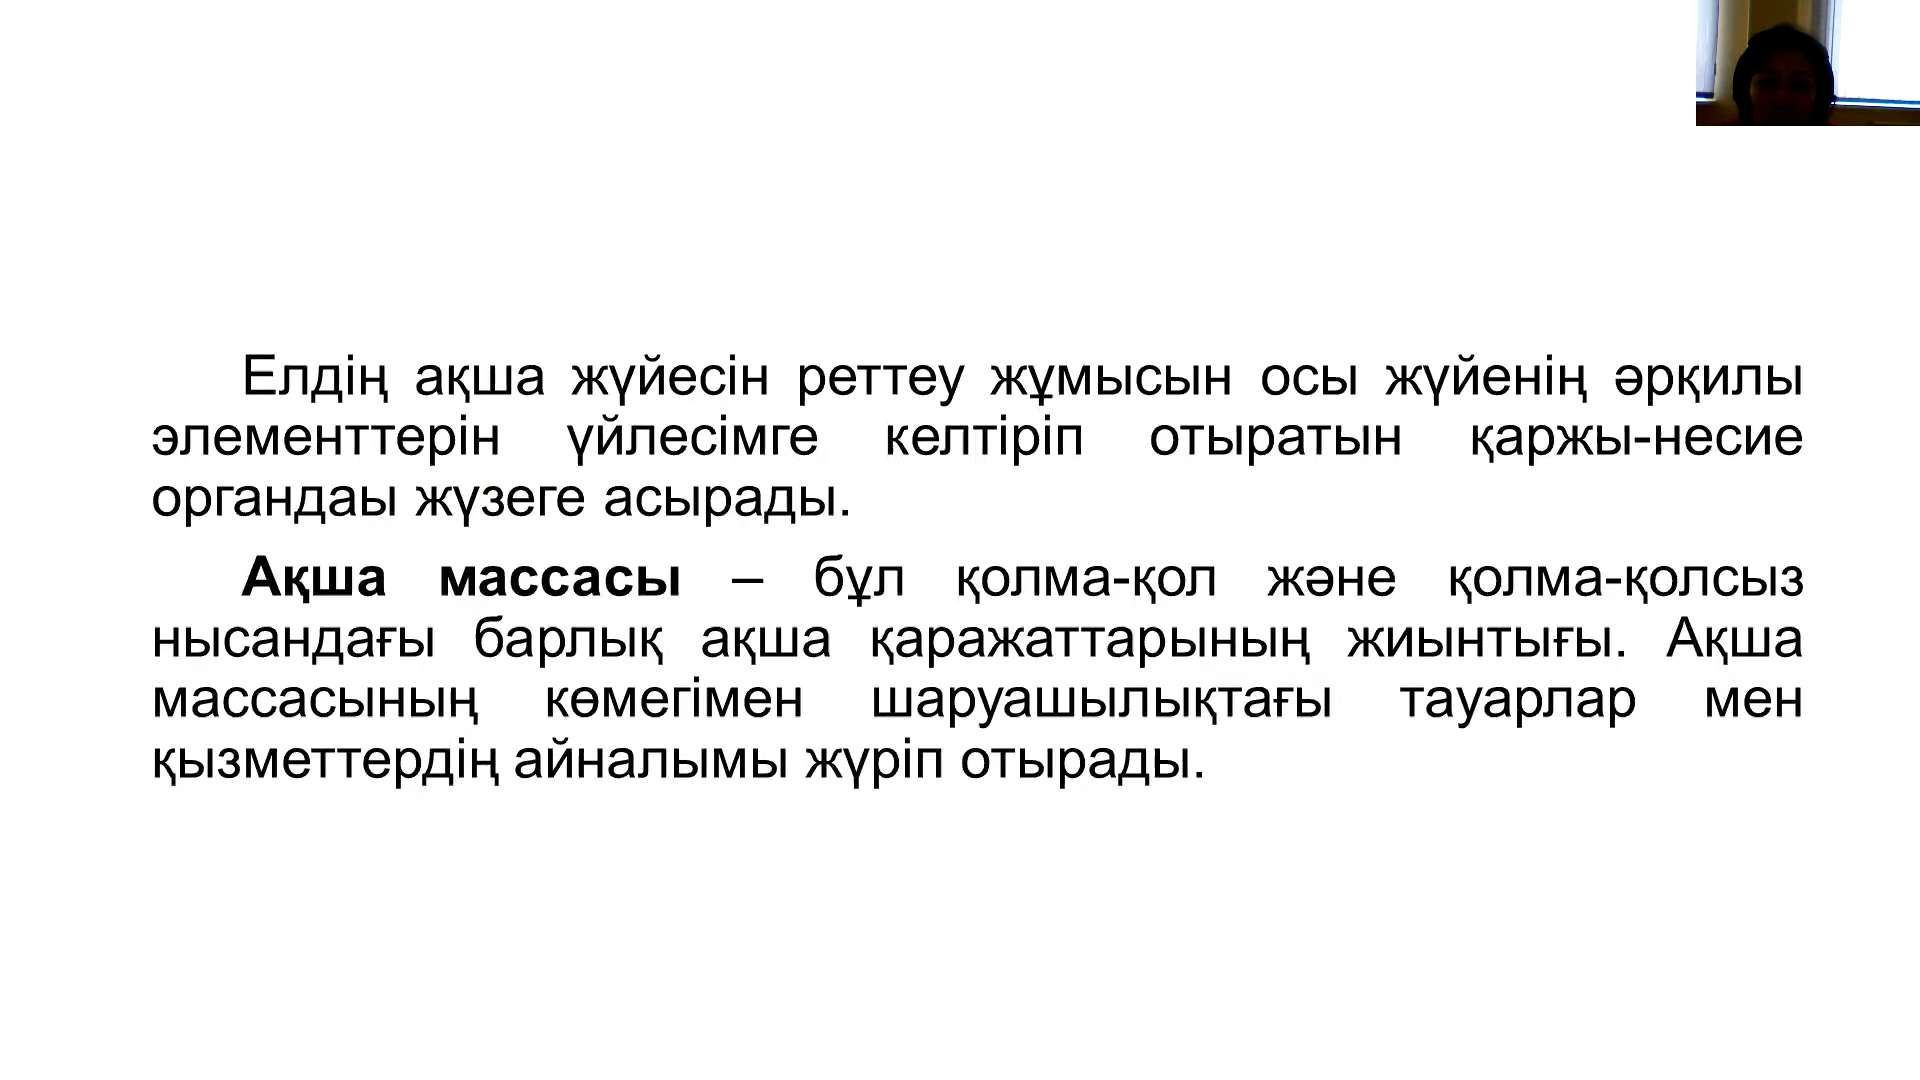 Елдің ақша жүйесін реттеу жұмысын осы жүйенің әрқилы
элементтерін үйлесімге келтіріп отыратын қаржы-несие
органдаы жүзеге асырады.
Ақша массасы – бұл қолма-қол және қолма-қолсыз
нысандағы барлық ақша қаражаттарының жиынтығы. Ақша
массасының көмегімен шаруашылықтағы тауарлар мен
қызметтердің айналымы жүріп отырады.